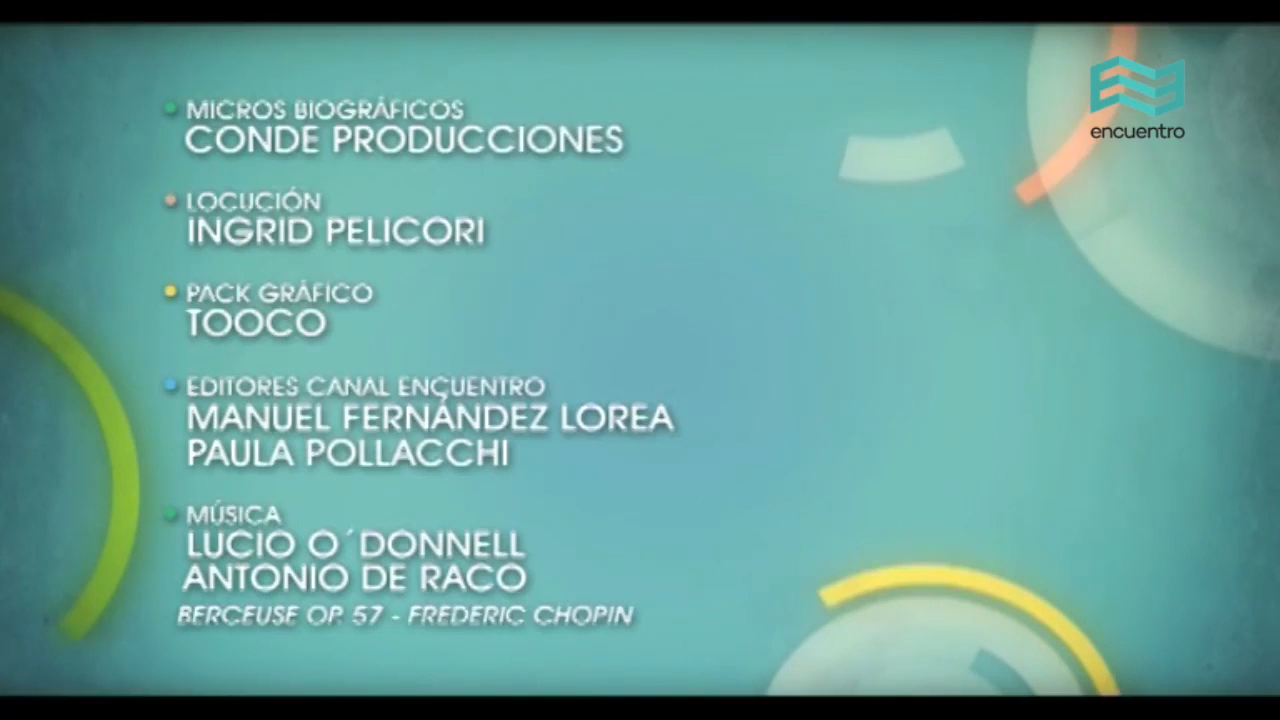 encuentro
MICROS BIOGRÁFICOS
CONDE PRODUCCIONES
LOCUCIÓN
INGRID PELICORI
PACK GRÁFICO
TOOCO
EDITORES CANAL ENCUENTRO
MANUEL FERNÁNDEZ LOREA
PAULA POLLACCHI
MÚSICA
LUCIO O´DONNELL
ANTONIO DE RACO
BERCEUSE OP. 57 - FREDERIC CHOPIN